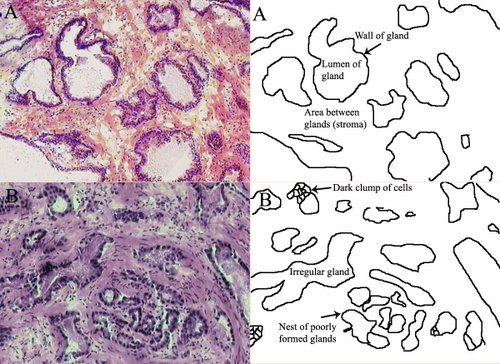 A
A
Wall of gland
Lumen of
gland
Area between
glands (stroma)
B
B
Dark clump of cells
Irregular gland
Nest of poorly
formed glands